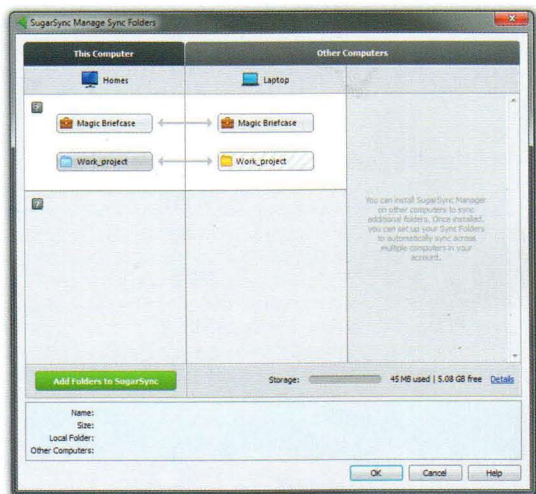 SugarSync Manage Sync Folders
This Computer
Other Computers
Homes
Laptop
Magic Briefcase
Magic Briefcase
Work_project
Work_project
You can install SugarSync Manager
on other computers to sync
additional folders. Once installed,
you can set up your Sync Folders
to automatically sync across
multiple computers in your
account.
Add Folders to SugarSync
Storage:
45 MB used | 5.08 GB free
Details
Name:
Size:
Local Folder:
Other Computers:
OK
Cancel
Help